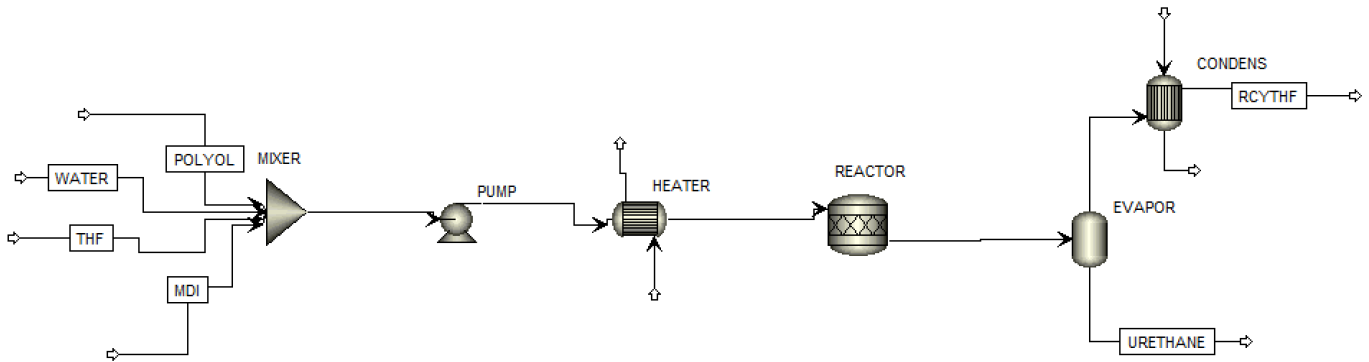 CONDENS
RCYTHF
POLYOL
MIXER
WATER
PUMP
HEATER
REACTOR
EVAPOR
THF
MDI
URETHANE